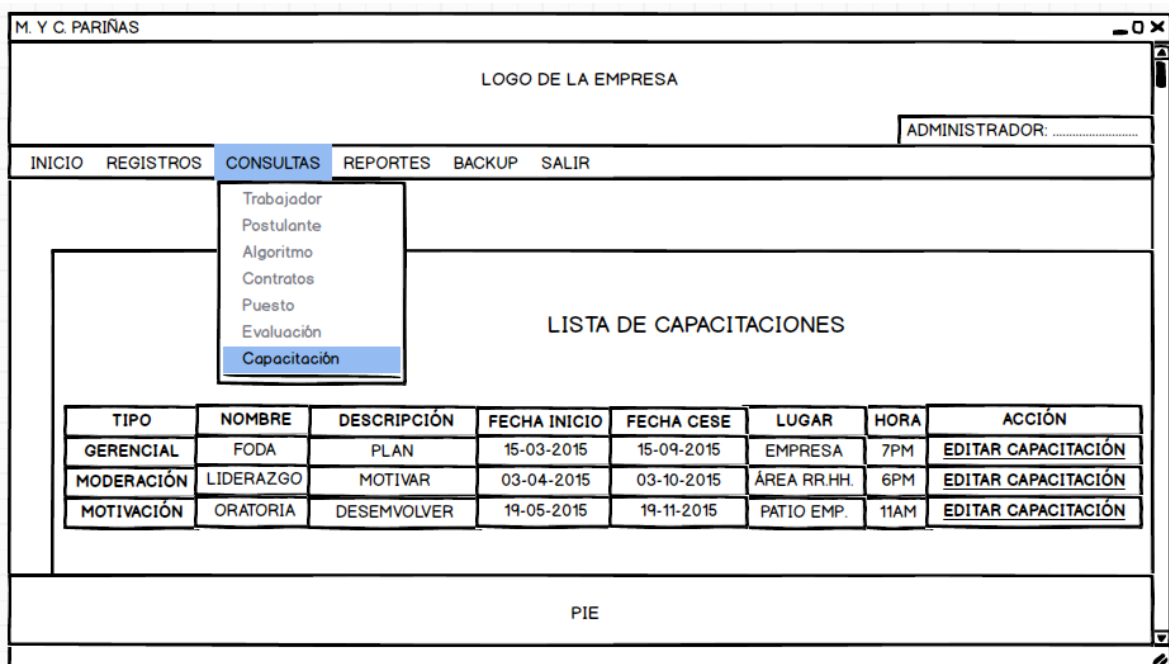 M. Y C. PARIÑAS
LOGO DE LA EMPRESA
ADMINISTRADOR: ............................
INICIO REGISTROS CONSULTAS REPORTES BACKUP SALIR
Trabajador
Postulante
Algoritmo
Contratos
Puesto
Evaluación
Capacitación
LISTA DE CAPACITACIONES
TIPO NOMBRE DESCRIPCIÓN FECHA INICIO FECHA CESE LUGAR HORA ACCIÓN
GERENCIAL FODA PLAN 15-03-2015 15-09-2015 EMPRESA 7PM EDITAR CAPACITACIÓN
MODERACIÓN LIDERAZGO MOTIVAR 03-04-2015 03-10-2015 ÁREA RR.HH. 6PM EDITAR CAPACITACIÓN
MOTIVACIÓN ORATORIA DESEMVOLVER 19-05-2015 19-11-2015 PATIO EMP. 11AM EDITAR CAPACITACIÓN
PIE